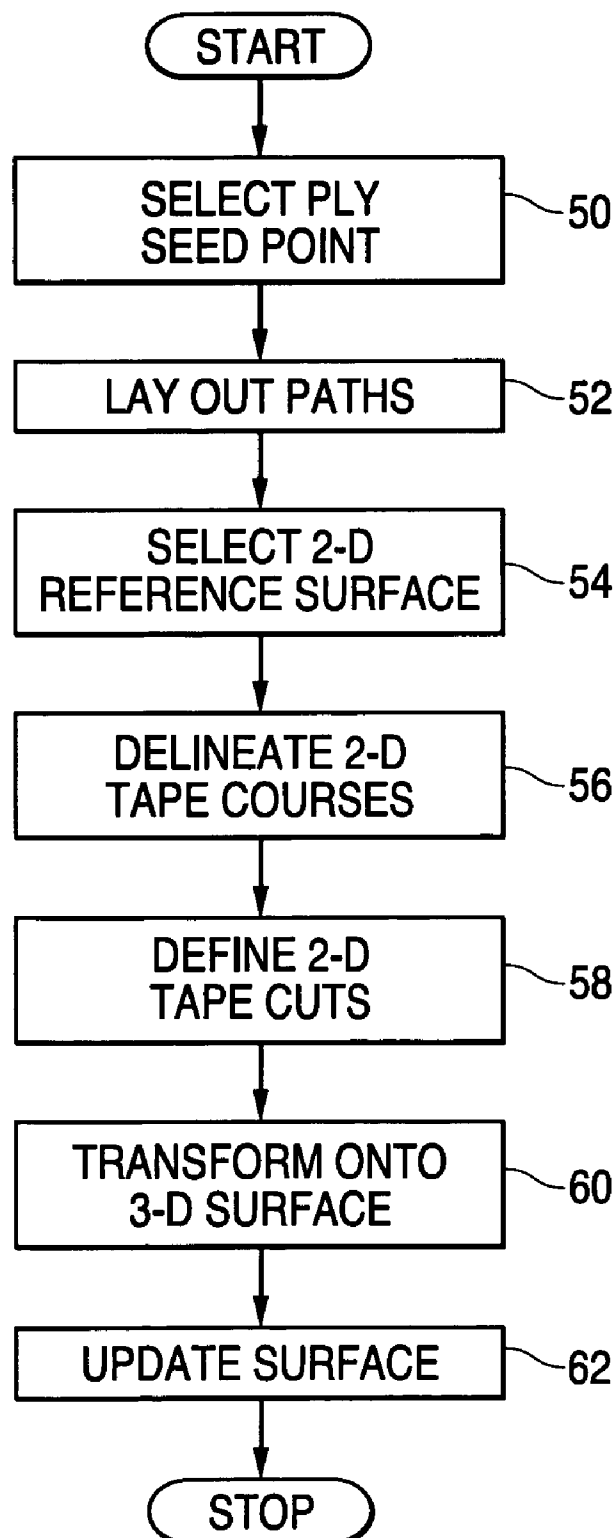 START
SELECT PLY
SEED POINT
50
LAY OUT PATHS
52
SELECT 2-D
REFERENCE SURFACE
54
DELINEATE 2-D
TAPE COURSES
56
DEFINE 2-D
TAPE CUTS
58
TRANSFORM ONTO
3-D SURFACE
60
UPDATE SURFACE
62
STOP